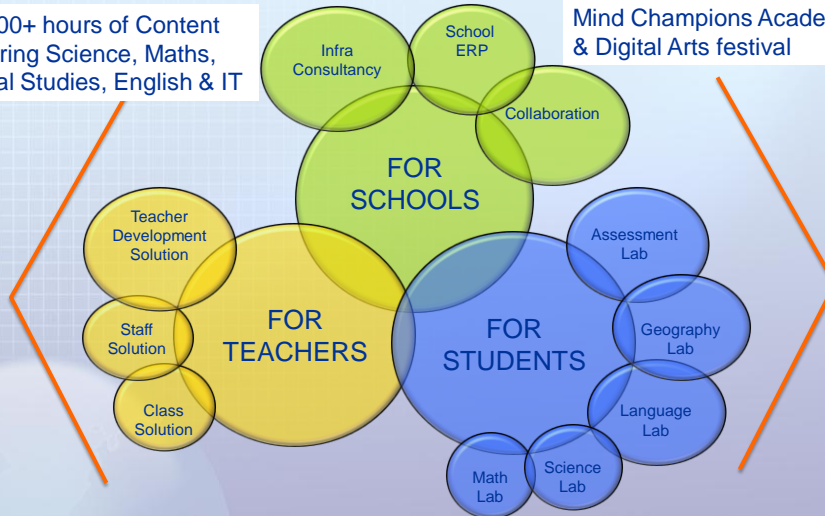 00+ hours of Content
ring Science, Maths,
al Studies, English & IT
Mind Champions Acade
& Digital Arts festival
Infra
Consultancy
School
ERP
Collaboration
FOR
SCHOOLS
Teacher
Development
Solution
Staff
Solution
Class
Solution
FOR
TEACHERS
FOR
STUDENTS
Assessment
Lab
Geography
Lab
Language
Lab
Science
Lab
Math
Lab